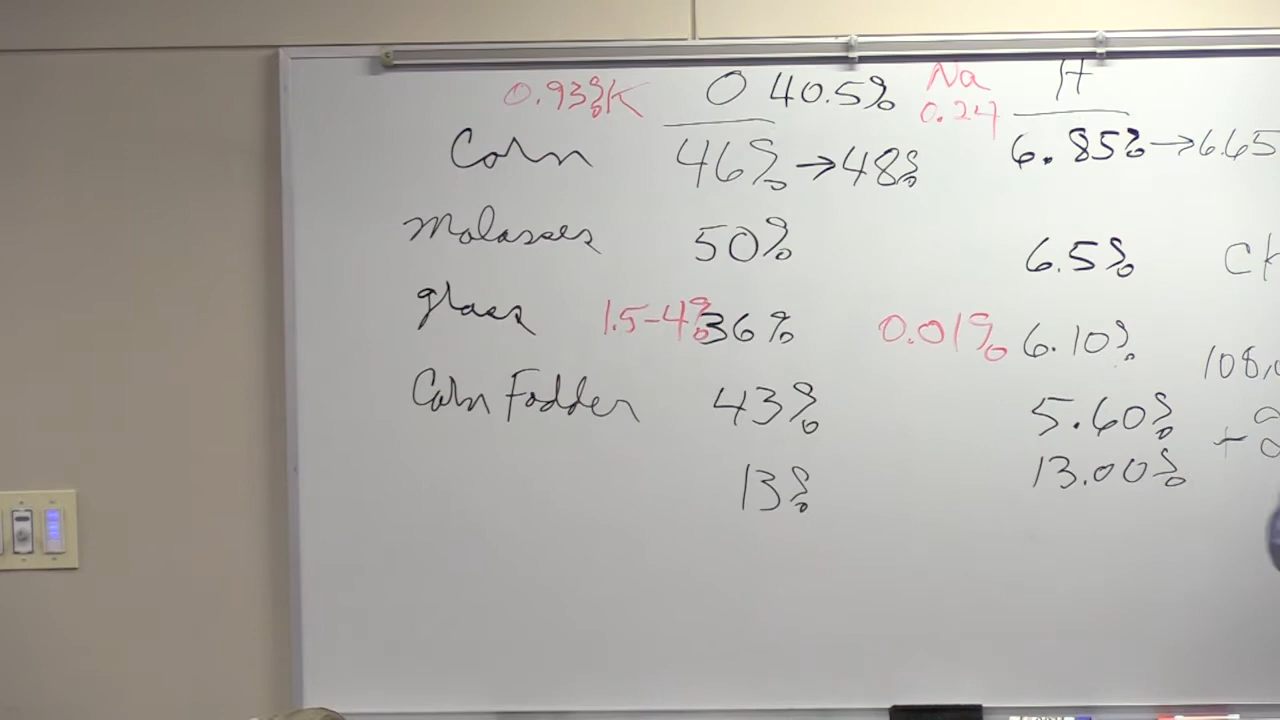 0.93% K O 40.5% Na H
0.24
Corn 46% → 48% 6.85% → 6.65
Molasses 50% 6.5% CH
1.5-4% 36% 0.01% 6.10%
108,0
Corn Fodder 43% 5.60%
13% 13.00%